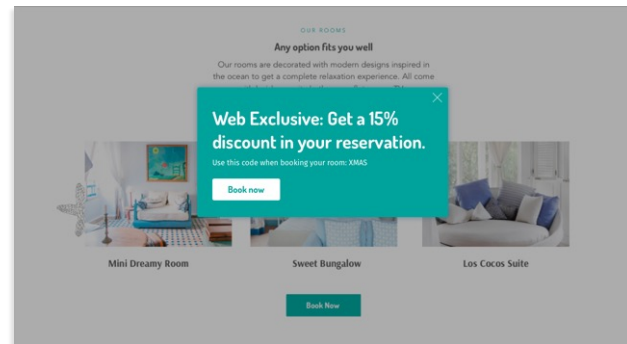 OUR ROOMS
Any option fits you well
Our rooms are decorated with modern designs inspired in
the ocean to get a complete relaxation experience. All come
Web Exclusive: Get a 15%
discount in your reservation.
Use this code when booking your room: XMAS
Book now
Mini Dreamy Room
Sweet Bungalow
Los Cocos Suite
Book Now